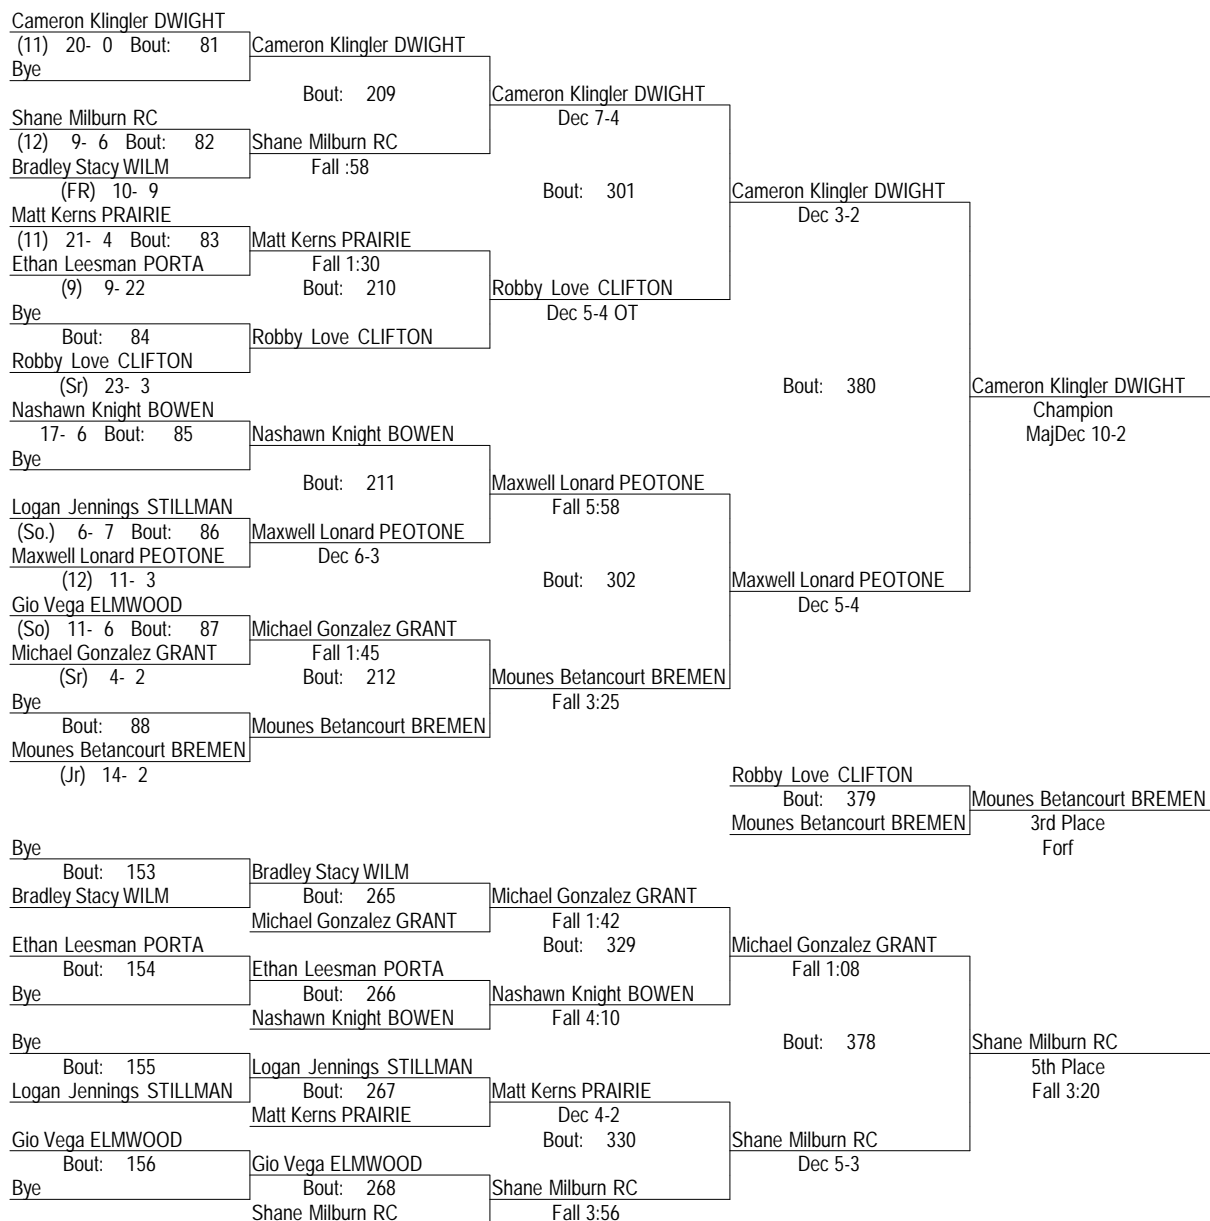 Cameron Klingler DWIGHT
(11) 20- 0 Bout: 81 Cameron Klingler DWIGHT
Bye
Bout: 209 Cameron Klingler DWIGHT
Shane Milburn RC Dec 7-4
(12) 9- 6 Bout: 82 Shane Milburn RC
Bradley Stacy WILM Fall :58
(FR) 10- 9 Bout: 301 Cameron Klingler DWIGHT
Matt Kerns PRAIRIE Dec 3-2
(11) 21- 4 Bout: 83 Matt Kerns PRAIRIE
Ethan Leesman PORTA Fall 1:30
(9) 9- 22 Bout: 210 Robby Love CLIFTON
Bye Dec 5-4 OT
Bout: 84 Robby Love CLIFTON
Robby Love CLIFTON
(Sr) 23- 3 Bout: 380 Cameron Klingler DWIGHT
Nashawn Knight BOWEN Champion
17- 6 Bout: 85 Nashawn Knight BOWEN MajDec 10-2
Bye
Bout: 211 Maxwell Lonard PEOTONE
Logan Jennings STILLMAN Fall 5:58
(So.) 6- 7 Bout: 86 Maxwell Lonard PEOTONE
Maxwell Lonard PEOTONE Dec 6-3
(12) 11- 3 Bout: 302 Maxwell Lonard PEOTONE
Gio Vega ELMWOOD Dec 5-4
(So) 11- 6 Bout: 87 Michael Gonzalez GRANT
Michael Gonzalez GRANT Fall 1:45
(Sr) 4- 2 Bout: 212 Mounes Betancourt BREMEN
Bye Fall 3:25
Bout: 88 Mounes Betancourt BREMEN
Mounes Betancourt BREMEN
(Jr) 14- 2 Robby Love CLIFTON
Bout: 379 Mounes Betancourt BREMEN
Mounes Betancourt BREMEN 3rd Place
Bye Forf
Bout: 153 Bradley Stacy WILM
Bradley Stacy WILM Bout: 265 Michael Gonzalez GRANT
Michael Gonzalez GRANT Fall 1:42
Ethan Leesman PORTA Bout: 329 Michael Gonzalez GRANT
Bout: 154 Ethan Leesman PORTA Fall 1:08
Bye Bout: 266 Nashawn Knight BOWEN
Nashawn Knight BOWEN Fall 4:10
Bye Bout: 378 Shane Milburn RC
Bout: 155 Logan Jennings STILLMAN 5th Place
Logan Jennings STILLMAN Bout: 267 Matt Kerns PRAIRIE Fall 3:20
Matt Kerns PRAIRIE Dec 4-2
Gio Vega ELMWOOD Bout: 330 Shane Milburn RC
Bout: 156 Gio Vega ELMWOOD Dec 5-3
Bye Bout: 268 Shane Milburn RC
Shane Milburn RC Fall 3:56